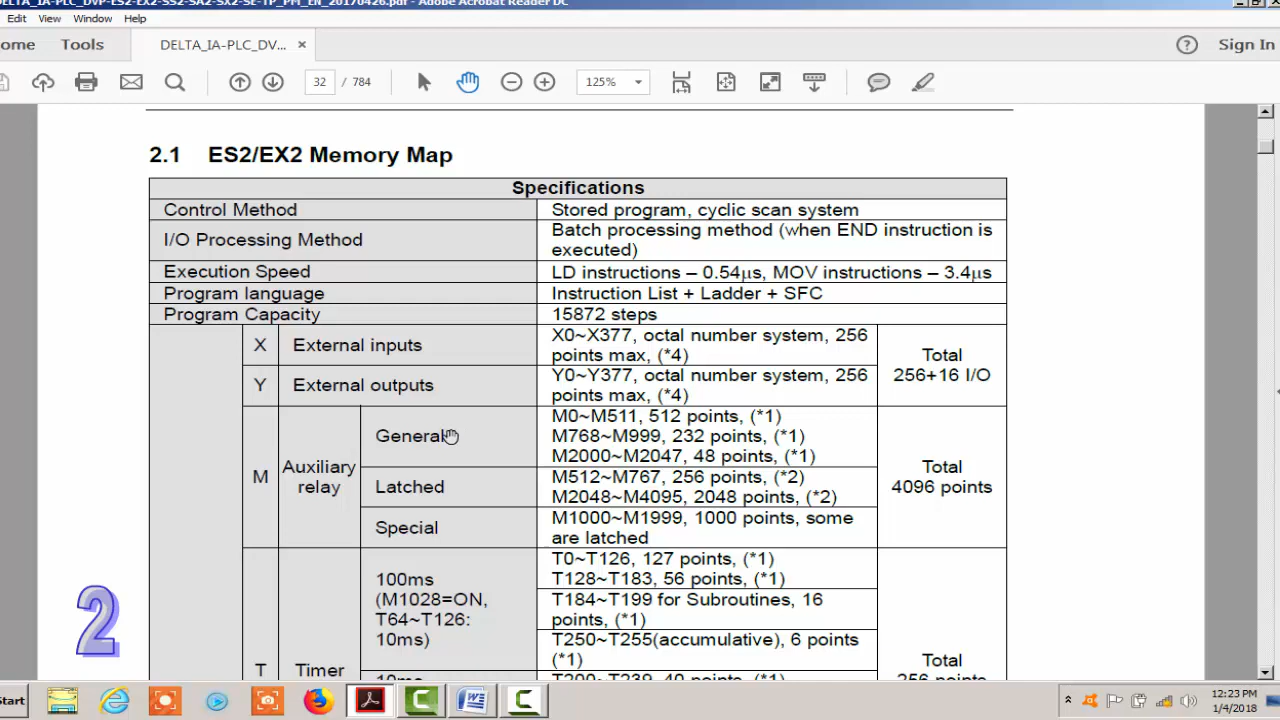 DELTA_IA-PLC_DVP-ES2-EX2-SS2-SA2-SX2-SE-TP_PM_EN_20170426.pdf - Adobe Acrobat Reader DC
Edit View Window Help
ome Tools DELTA_IA-PLC_DV... × ? Sign In
32 / 784 125%
2.1 ES2/EX2 Memory Map
Specifications
Control Method Stored program, cyclic scan system
I/O Processing Method Batch processing method (when END instruction is
executed)
Execution Speed LD instructions – 0.54μs, MOV instructions – 3.4μs
Program language Instruction List + Ladder + SFC
Program Capacity 15872 steps
X External inputs X0~X377, octal number system, 256
points max, (*4)
Total
256+16 I/O
Y External outputs Y0~Y377, octal number system, 256
points max, (*4)
M Auxiliary
relay
General M0~M511, 512 points, (*1)
M768~M999, 232 points, (*1)
M2000~M2047, 48 points, (*1)
Total
4096 points
Latched M512~M767, 256 points, (*2)
M2048~M4095, 2048 points, (*2)
Special M1000~M1999, 1000 points, some
are latched
T Timer
100ms
(M1028=ON,
T64~T126:
10ms)
T0~T126, 127 points, (*1)
T128~T183, 56 points, (*1)
T184~T199 for Subroutines, 16
points, (*1)
T250~T255(accumulative), 6 points
(*1)
Total
256 points
10ms T200~T239, 40 points, (*1)
2
Start 12:23 PM
1/4/2018